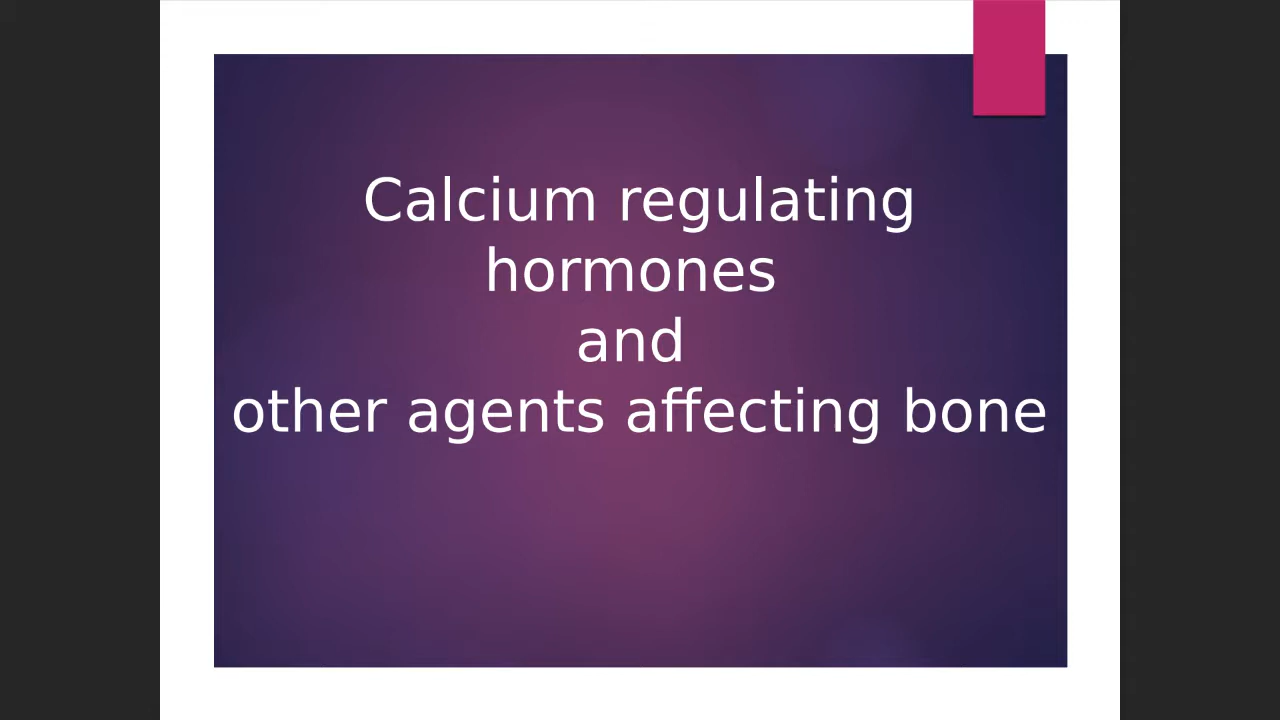 Calcium regulating
hormones
and
other agents affecting bone